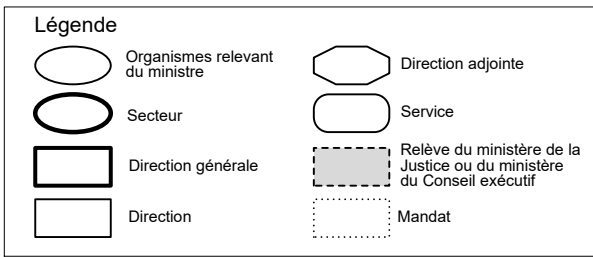 Légende
Organismes relevant
du ministre
Secteur
Direction générale
Direction
Direction adjointe
Service
Relève du ministère de la
Justice ou du ministère
du Conseil exécutif
Mandat